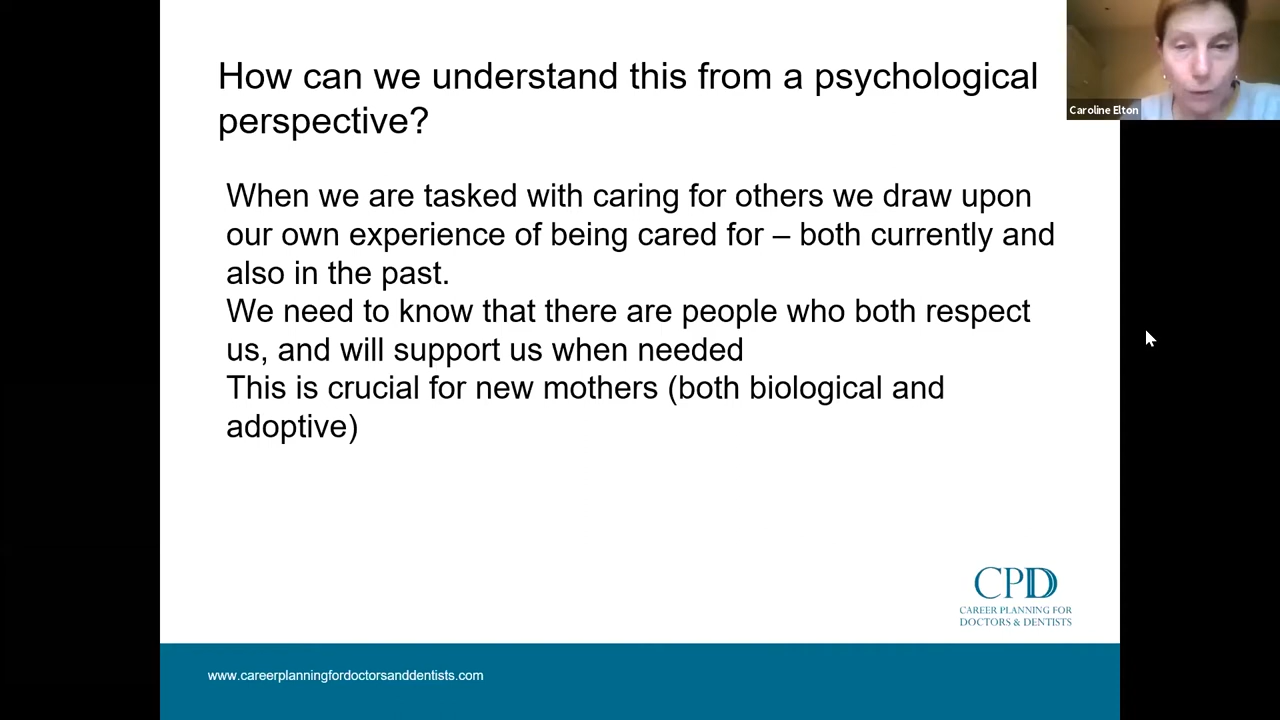 How can we understand this from a psychological
perspective?
Caroline Elton
When we are tasked with caring for others we draw upon
our own experience of being cared for – both currently and
also in the past.
We need to know that there are people who both respect
us, and will support us when needed
This is crucial for new mothers (both biological and
adoptive)
CPDD
CAREER PLANNING FOR
DOCTORS & DENTISTS
www.careerplanningfordoctorsanddentists.com